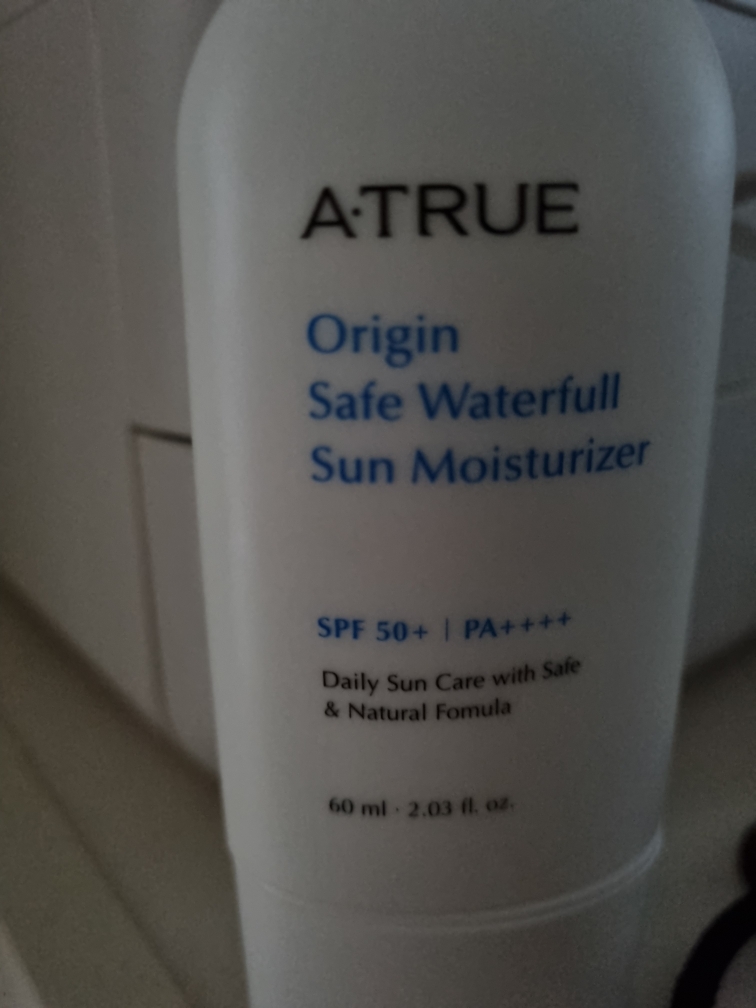 A·TRUE
Origin
Safe Waterfull
Sun Moisturizer
SPF 50+ | PA++++
Daily Sun Care with Safe
& Natural Fomula
60 ml · 2.03 fl. oz.